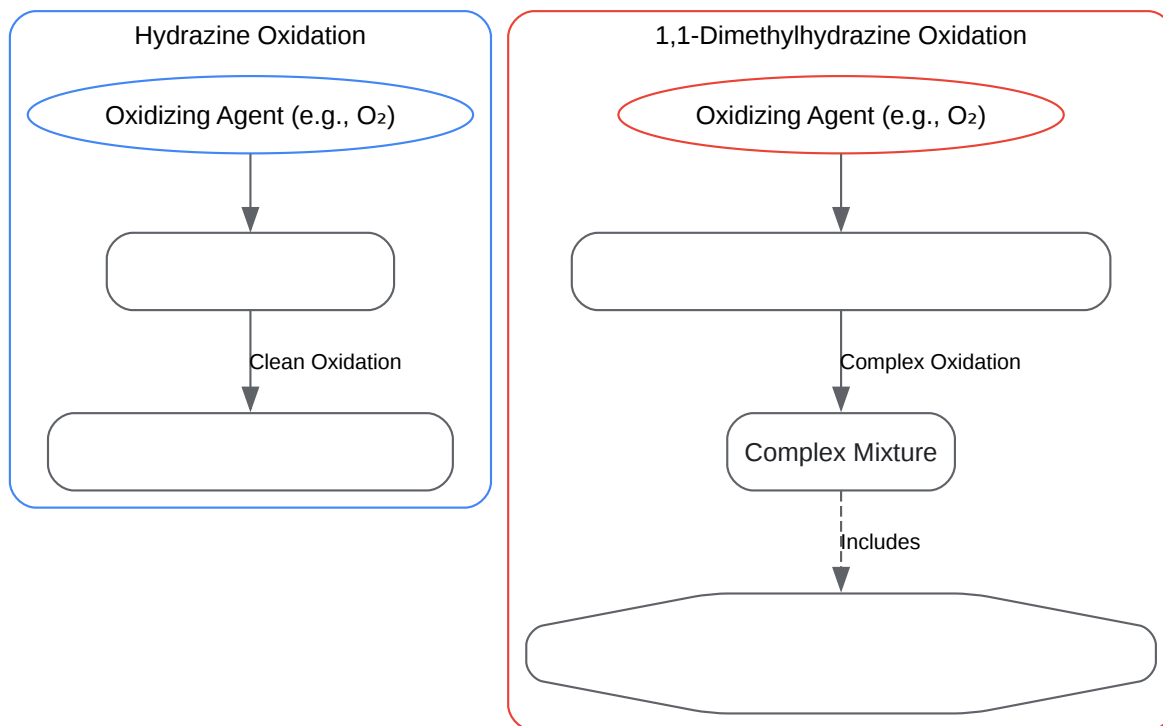 Hydrazine Oxidation
Oxidizing Agent (e.g., O₂)
Clean Oxidation
1,1-Dimethylhydrazine Oxidation
Oxidizing Agent (e.g., O₂)
Complex Oxidation
Complex Mixture
Includes